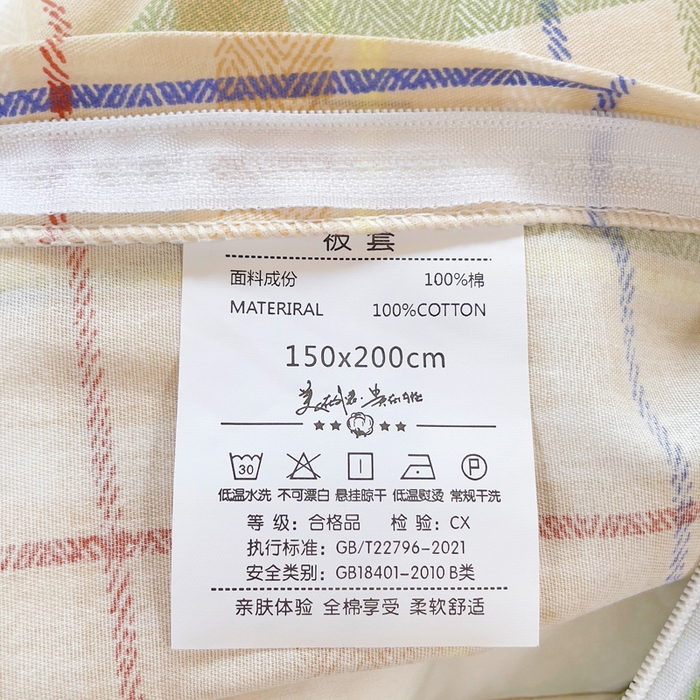 被套
面料成份 100%棉
MATERIRAL 100%COTTON
150x200cm
30
P
低温水洗 不可漂白 悬挂晾干 低温熨烫 常规干洗
等 级：合格品 检 验：CX
执行标准：GB/T22796-2021
安全类别：GB18401-2010 B类
亲肤体验 全棉享受 柔软舒适